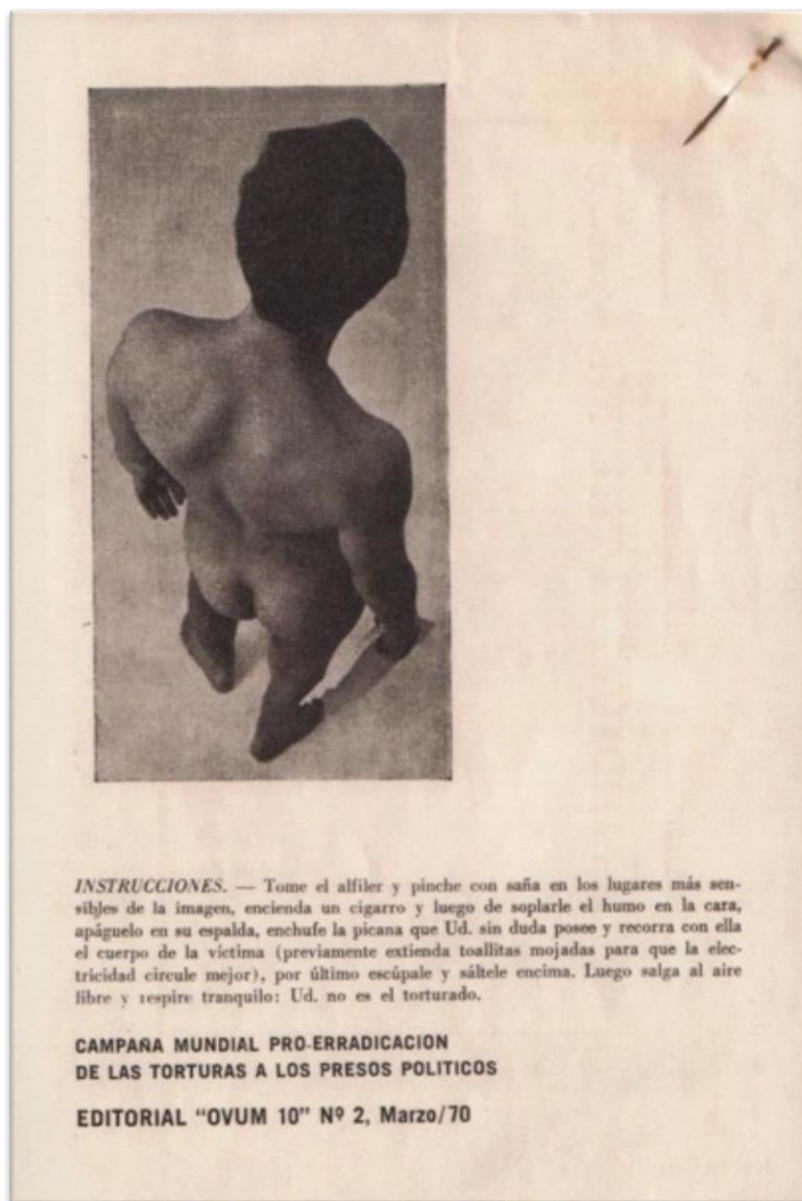 INSTRUCCIONES. — Tome el alfiler y pinche con saña en los lugares más sen-
sibles de la imagen, encienda un cigarro y luego de soplarle el humo en la cara,
apáguelo en su espalda, enchufe la picana que Ud. sin duda posee y recorra con ella
el cuerpo de la víctima (previamente extienda toallitas mojadas para que la elec-
tricidad circule mejor), por último escúpale y sáltele encima. Luego salga al aire
libre y respire tranquilo: Ud. no es el torturado.
CAMPAÑA MUNDIAL PRO-ERRADICACION
DE LAS TORTURAS A LOS PRESOS POLITICOS
EDITORIAL “OVUM 10” Nº 2, Marzo/70